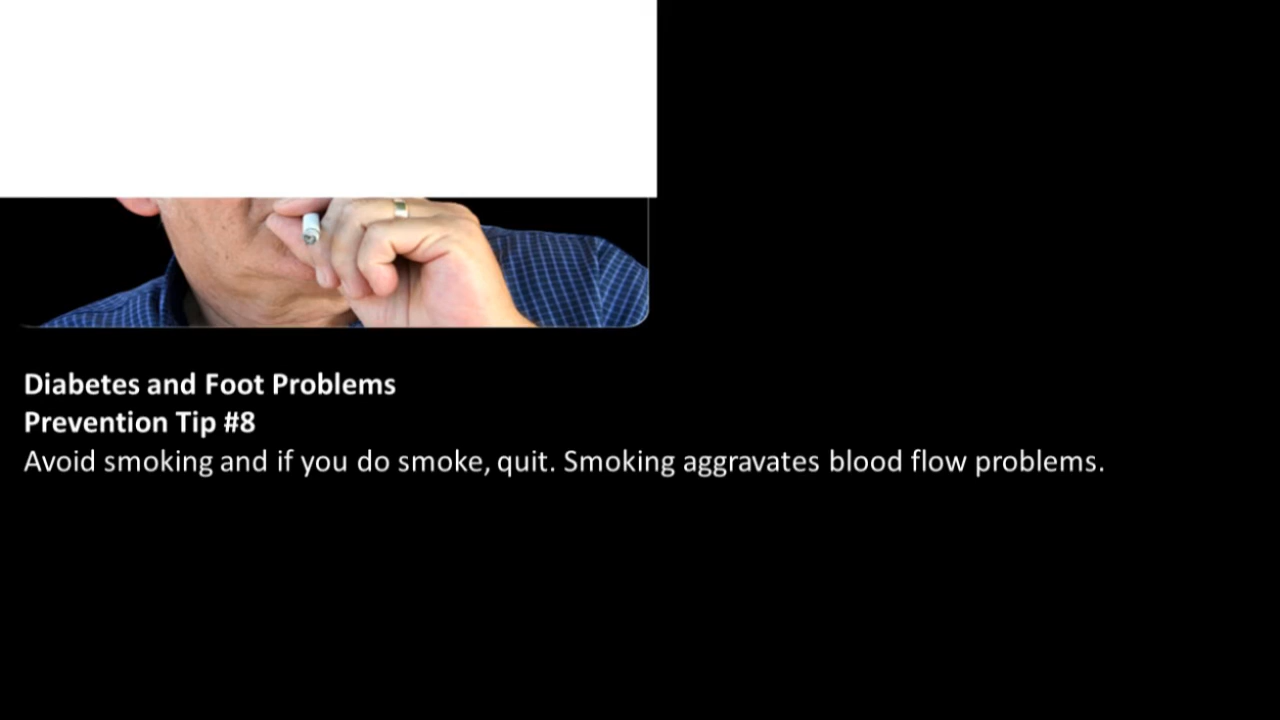 Diabetes and Foot Problems
Prevention Tip #8
Avoid smoking and if you do smoke, quit. Smoking aggravates blood flow problems.